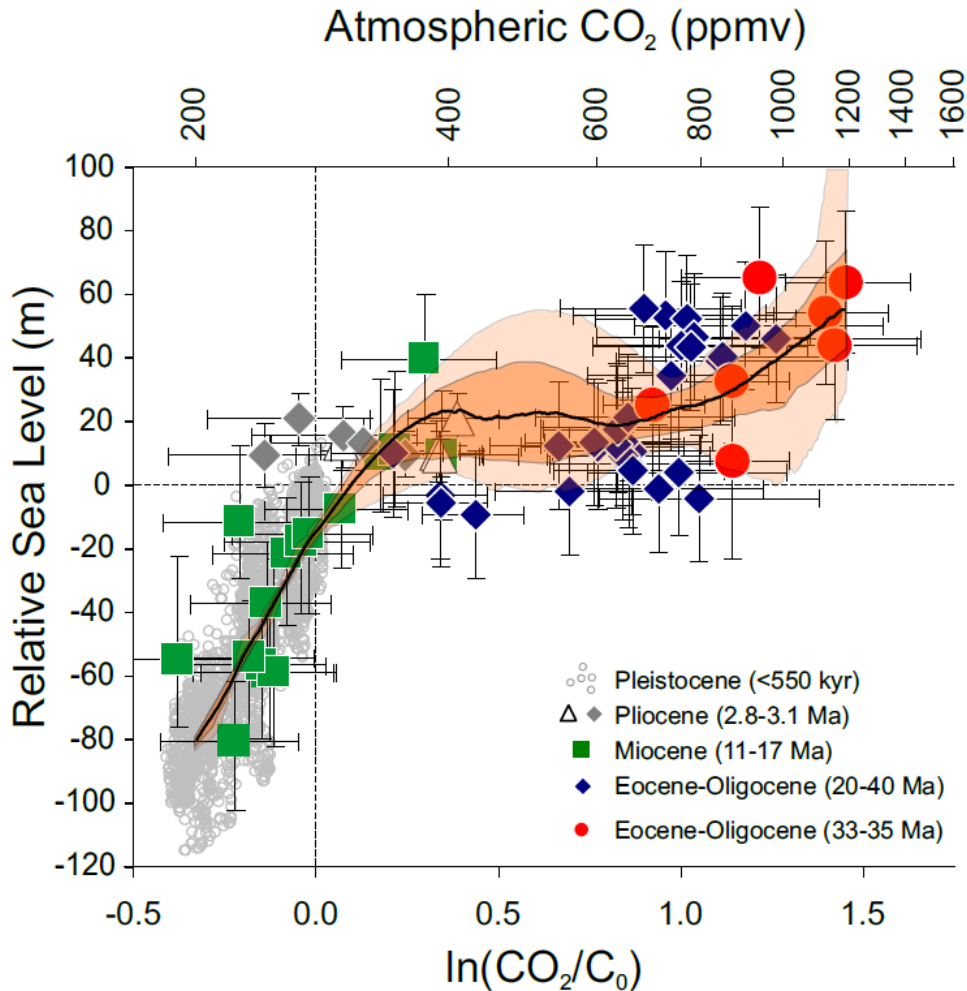 Atmospheric CO₂ (ppmv)
200 400 600 800 1000 1200 1400 1600
Relative Sea Level (m)
100
80
60
40
20
0
-20
-40
-60
-80
-100
-120
Pleistocene (<550 kyr)
Pliocene (2.8-3.1 Ma)
Miocene (11-17 Ma)
Eocene-Oligocene (20-40 Ma)
Eocene-Oligocene (33-35 Ma)
-0.5 0.0 0.5 1.0 1.5
ln(CO₂/C₀)